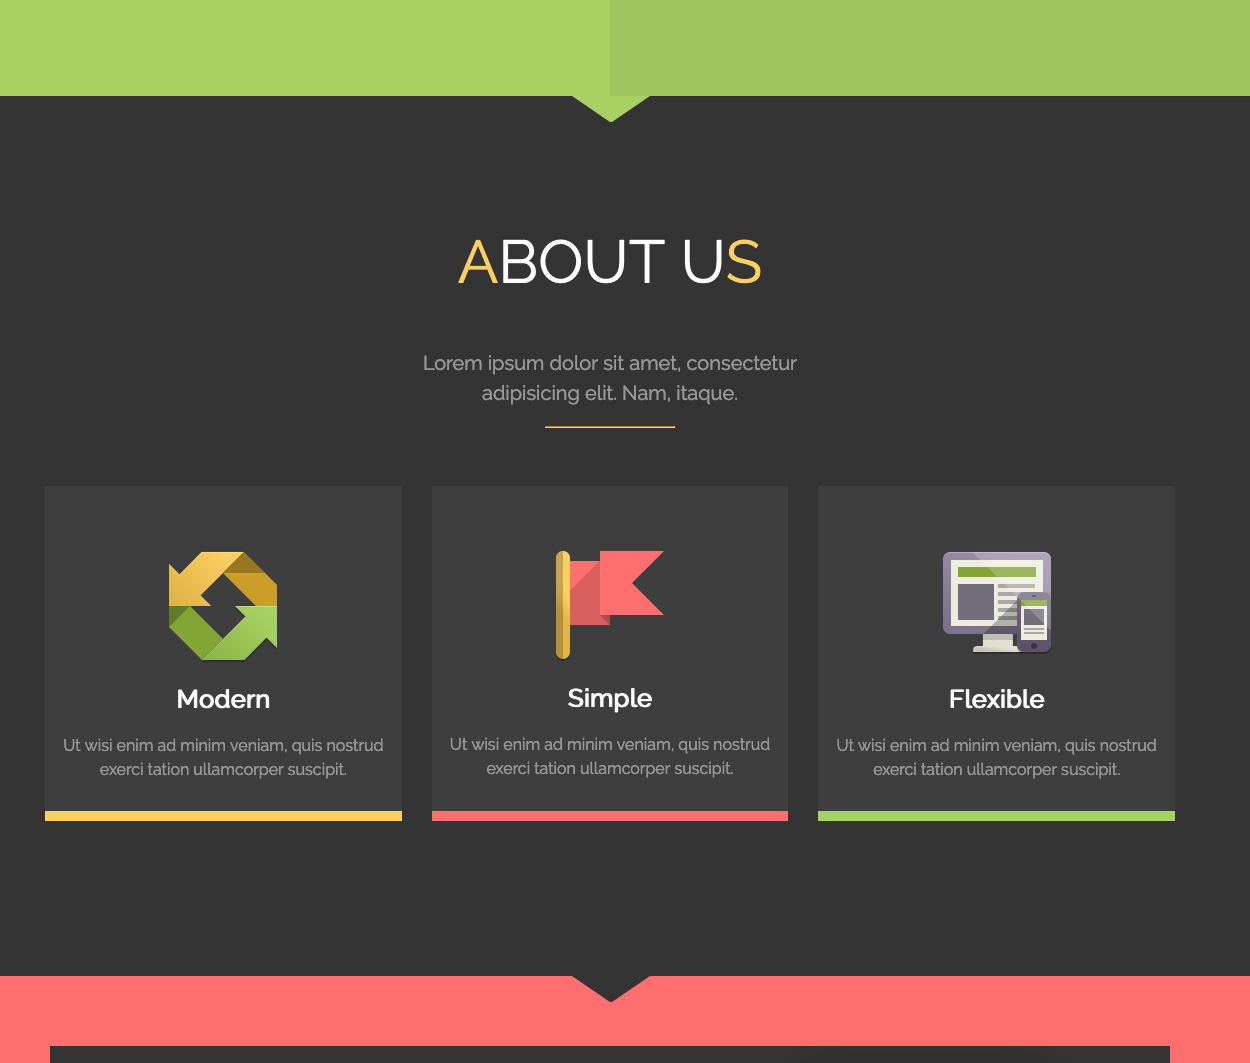 ABOUT US
Lorem ipsum dolor sit amet, consectetur
adipisicing elit. Nam, itaque.
Modern
Ut wisi enim ad minim veniam, quis nostrud
exerci tation ullamcorper suscipit.
Simple
Ut wisi enim ad minim veniam, quis nostrud
exerci tation ullamcorper suscipit.
Flexible
Ut wisi enim ad minim veniam, quis nostrud
exerci tation ullamcorper suscipit.